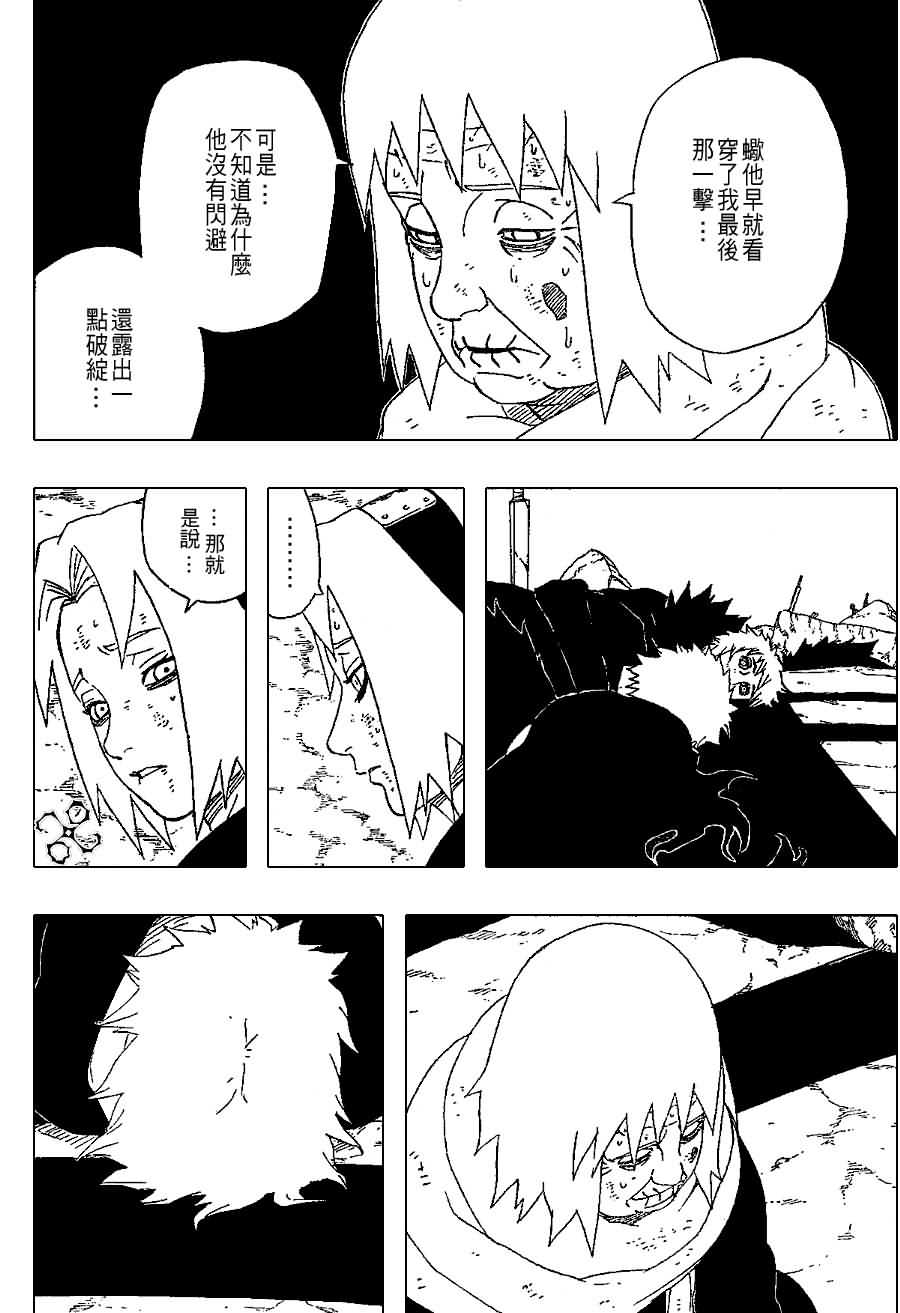 蠍他早就看
穿了我最後
那一擊…
可是…
不知道為什麼
他沒有閃避
還露出一
點破綻…
………
…那就
是說…